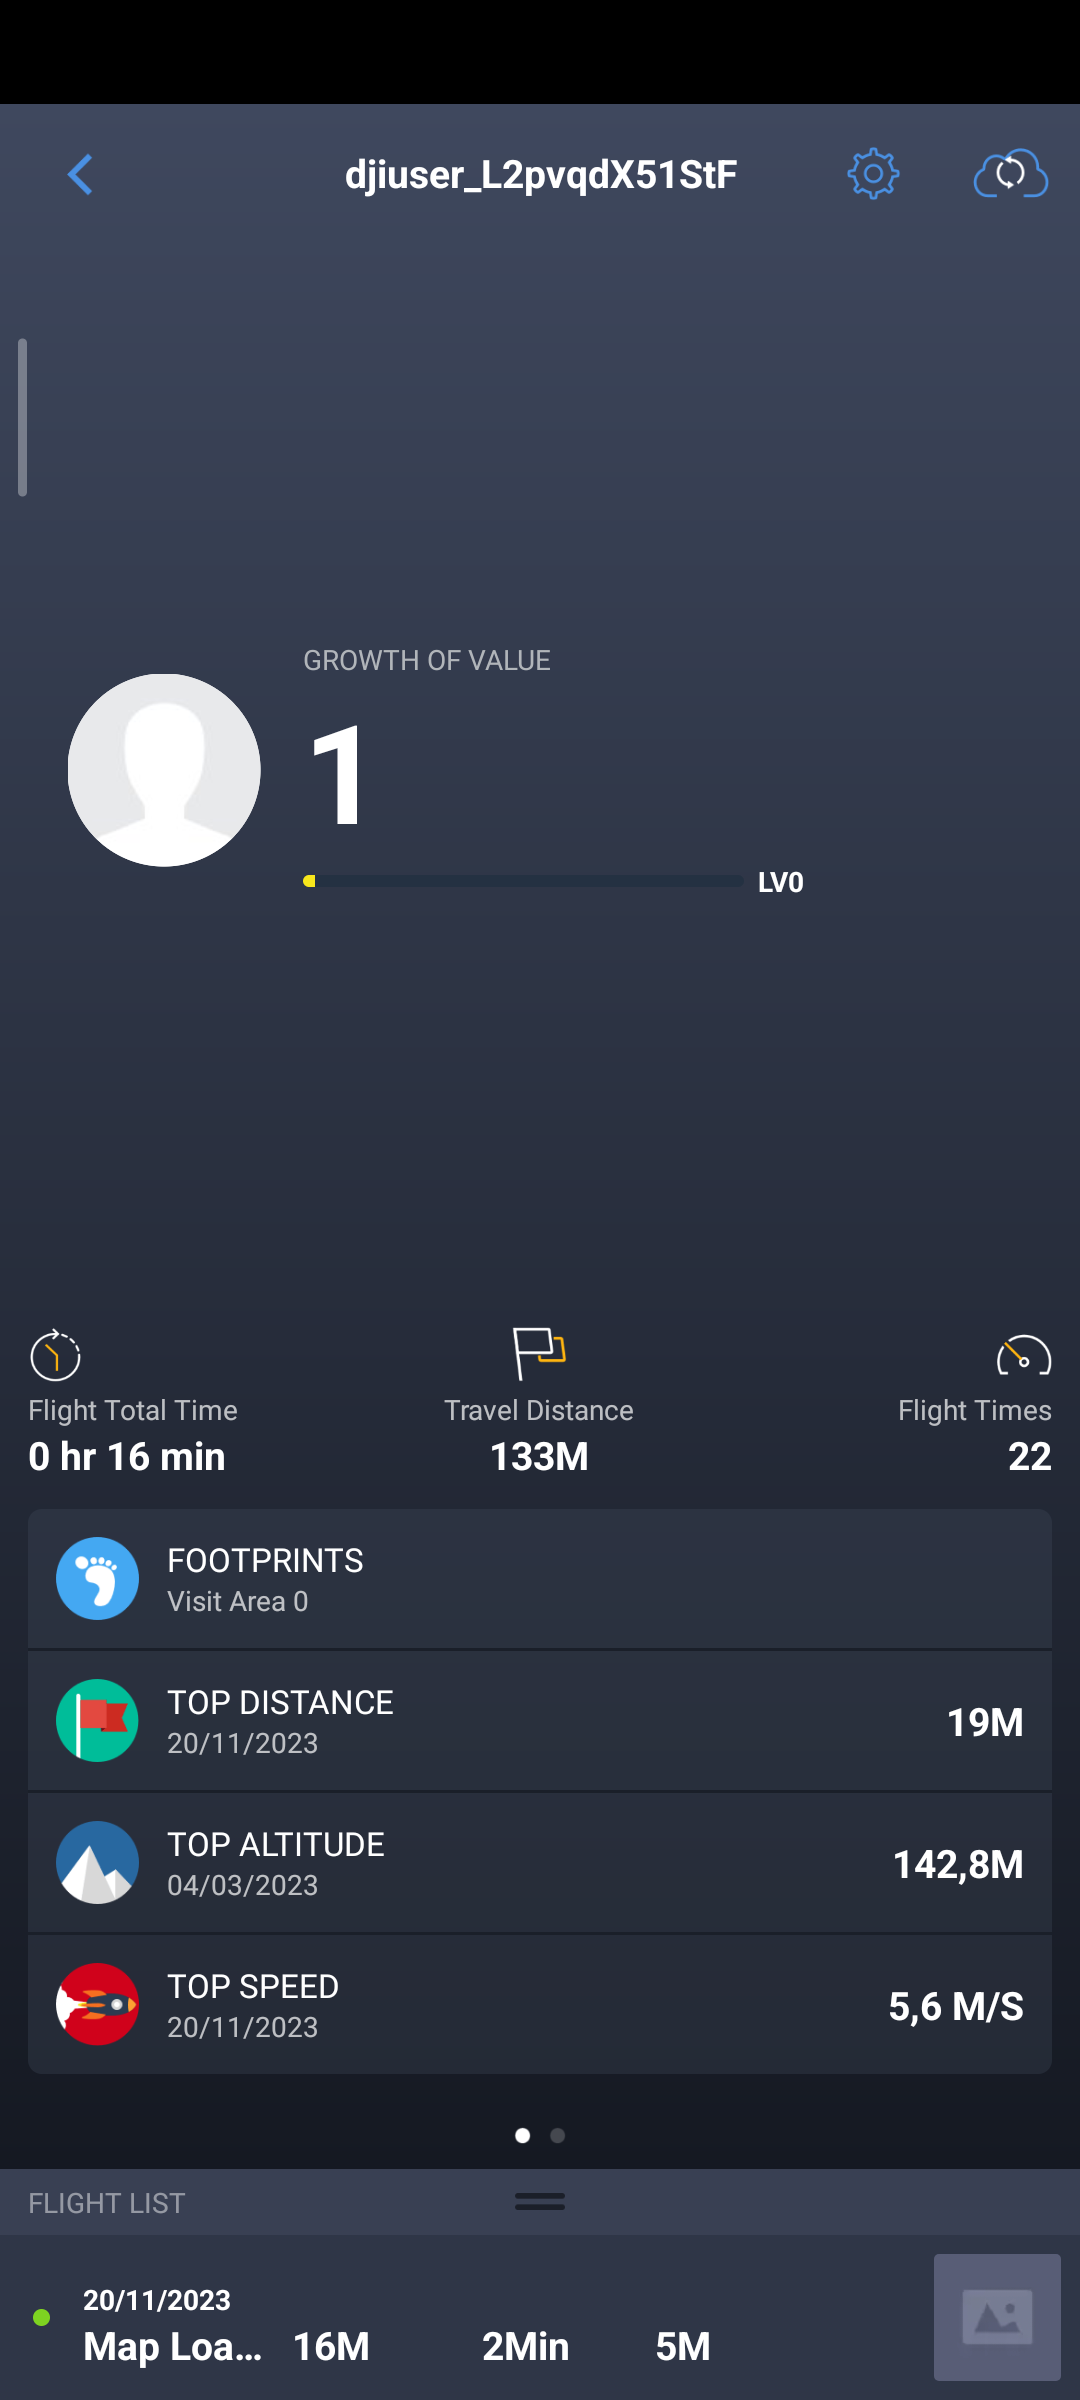 djiuser_L2pvqdX51StF
GROWTH OF VALUE
1
LV0
Flight Total Time Travel Distance Flight Times
0 hr 16 min 133M 22
FOOTPRINTS
Visit Area 0
TOP DISTANCE
20/11/2023
19M
TOP ALTITUDE
04/03/2023
142,8M
TOP SPEED
20/11/2023
5,6 M/S
FLIGHT LIST
20/11/2023
Map Loa... 16M 2Min 5M